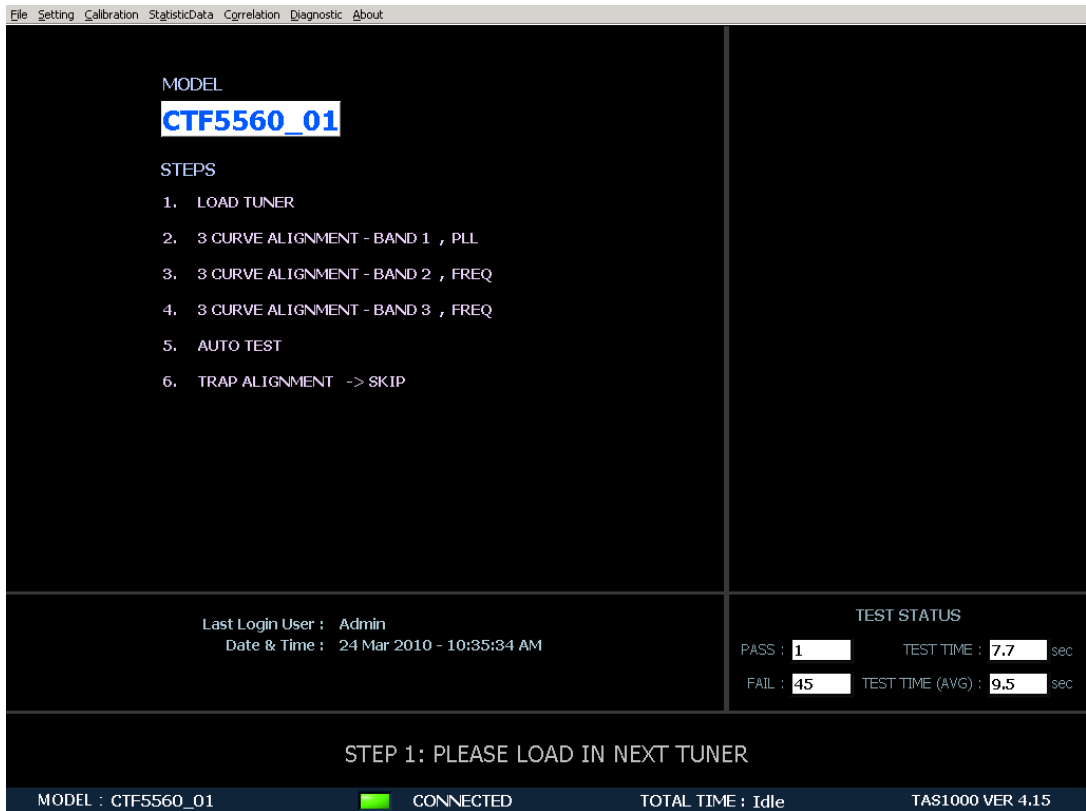 File Setting Calibration StatisticData Correlation Diagnostic About
MODEL
CTF5560_01
STEPS
1. LOAD TUNER
2. 3 CURVE ALIGNMENT - BAND 1 , PLL
3. 3 CURVE ALIGNMENT - BAND 2 , FREQ
4. 3 CURVE ALIGNMENT - BAND 3 , FREQ
5. AUTO TEST
6. TRAP ALIGNMENT -> SKIP
Last Login User : Admin
Date & Time : 24 Mar 2010 - 10:35:34 AM
TEST STATUS
PASS : 1 TEST TIME : 7.7 sec
FAIL : 45 TEST TIME (AVG) : 9.5 sec
STEP 1: PLEASE LOAD IN NEXT TUNER
MODEL : CTF5560_01 CONNECTED TOTAL TIME : Idle TAS1000 VER 4.15